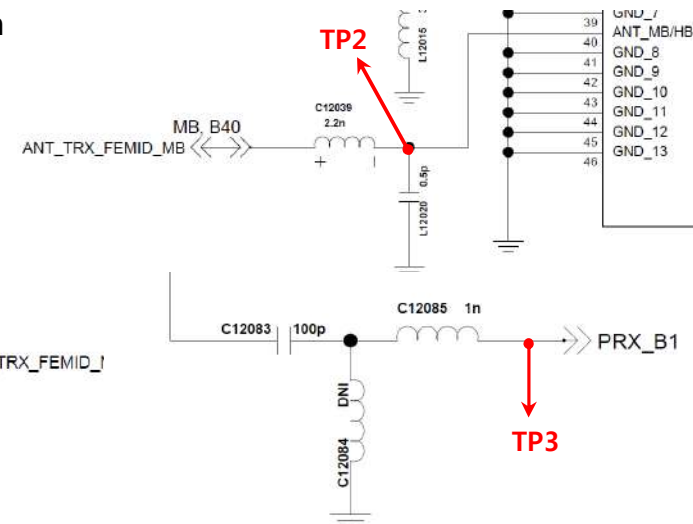 TP2
L12015
C12039
2.2n
MB, B40
ANT_TRX_FEMID_MB
+
0.5p
L12020
39
GND_7
ANT_MB/HB
40
GND_8
41
GND_9
42
GND_10
43
GND_11
44
GND_12
45
GND_13
46
C12083
100p
C12085 1n
PRX_B1
TRX_FEMID_
DNI
C12084
TP3